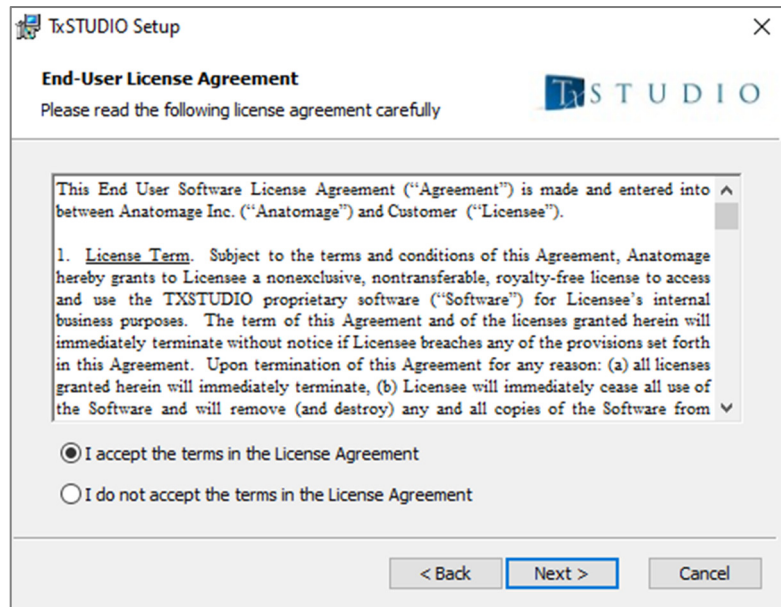 TxSTUDIO Setup
End-User License Agreement
Please read the following license agreement carefully
TxSTUDIO
This End User Software License Agreement (“Agreement”) is made and entered into
between Anatomage Inc. (“Anatomage”) and Customer (“Licensee”).
1. License Term. Subject to the terms and conditions of this Agreement, Anatomage
hereby grants to Licensee a nonexclusive, nontransferable, royalty-free license to access
and use the TXSTUDIO proprietary software (“Software”) for Licensee’s internal
business purposes. The term of this Agreement and of the licenses granted herein will
immediately terminate without notice if Licensee breaches any of the provisions set forth
in this Agreement. Upon termination of this Agreement for any reason: (a) all licenses
granted herein will immediately terminate, (b) Licensee will immediately cease all use of
the Software and will remove (and destroy) any and all copies of the Software from
I accept the terms in the License Agreement
I do not accept the terms in the License Agreement
< Back Next > Cancel